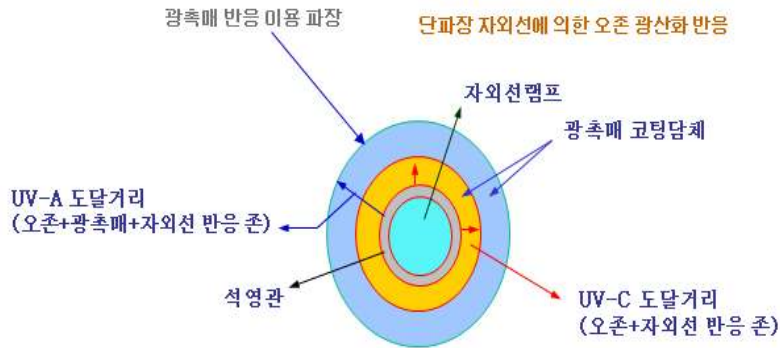 광촉매 반응 이용 파장
단파장 자외선에 의한 오존 광산화 반응
자외선램프
광촉매 코팅담체
UV-A 도달거리
(오존+광촉매+자외선 반응 존)
석영관
UV-C 도달거리
(오존+자외선 반응 존)